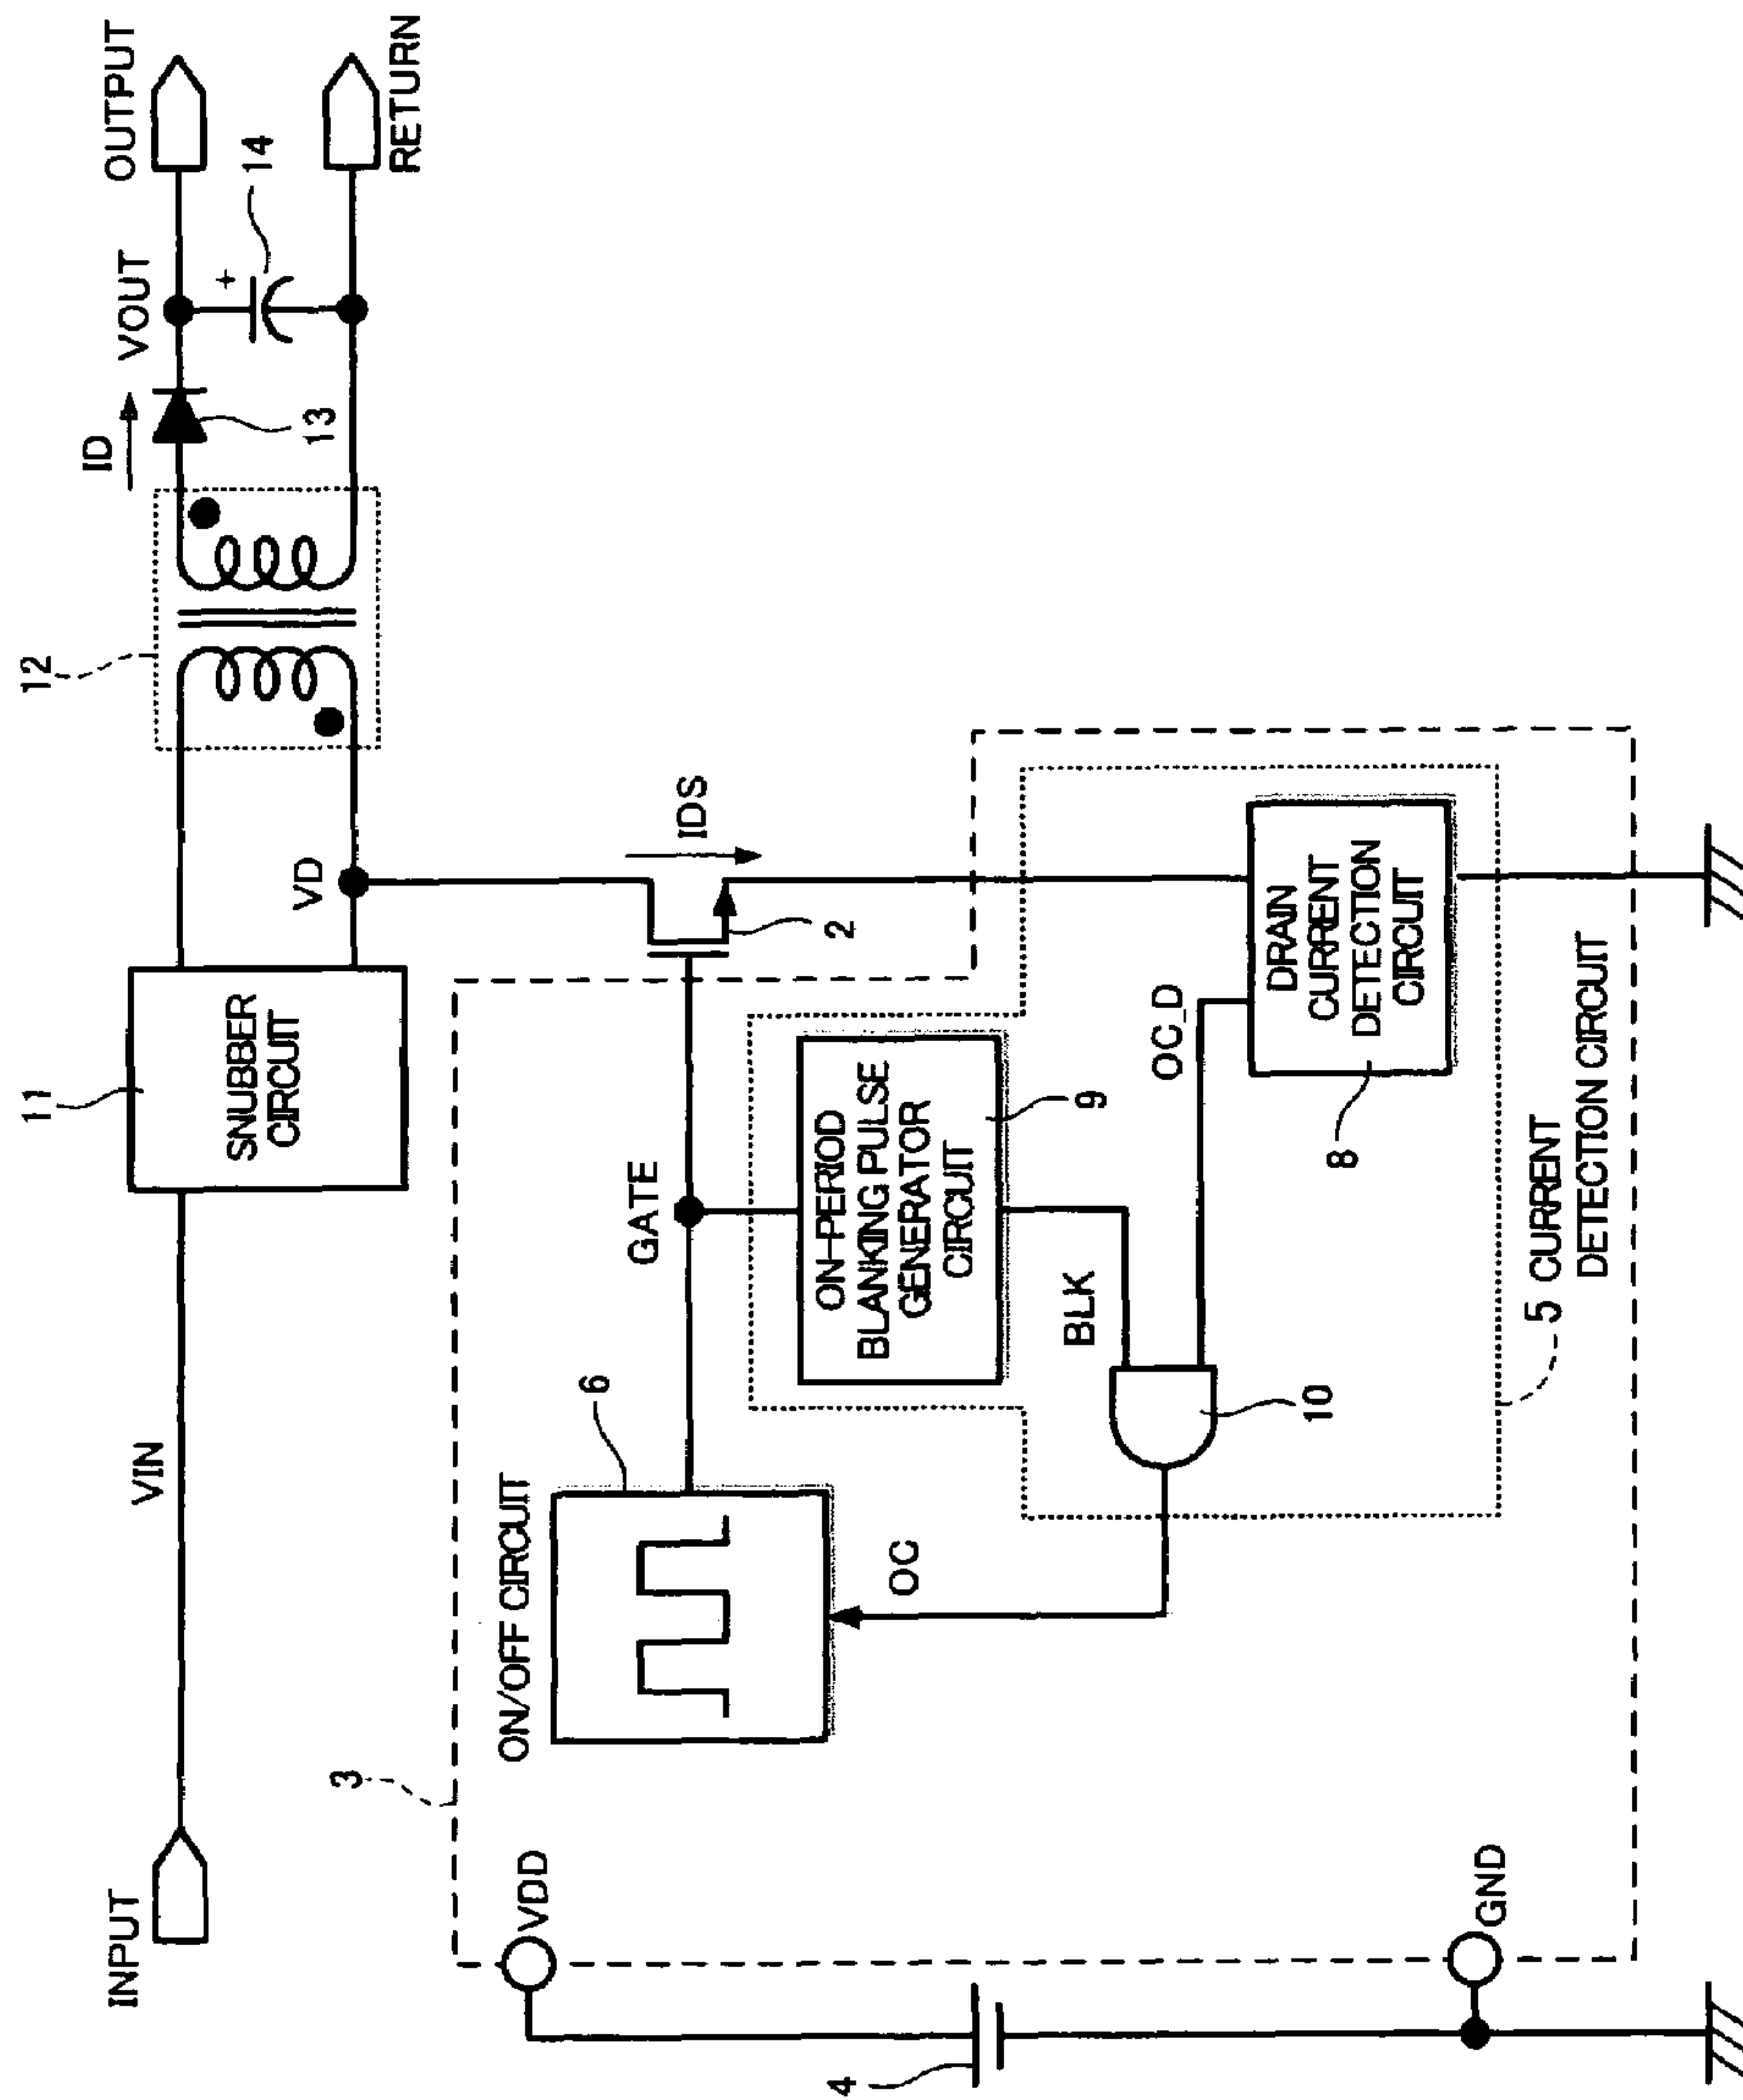 INPUT
VIN
11
SNUBBER
CIRCUIT
12
ID
13
VOUT
+
14
OUTPUT
RETURN
VD
IDS
2
3
VDD
4
GND
ON/OFF CIRCUIT
6
GATE
ON-PERIOD
BLANKING PULSE
GENERATOR
CIRCUIT
9
BLK
OC
10
OC_D
DRAIN
CURRENT
DETECTION
CIRCUIT
8
5 CURRENT
DETECTION CIRCUIT